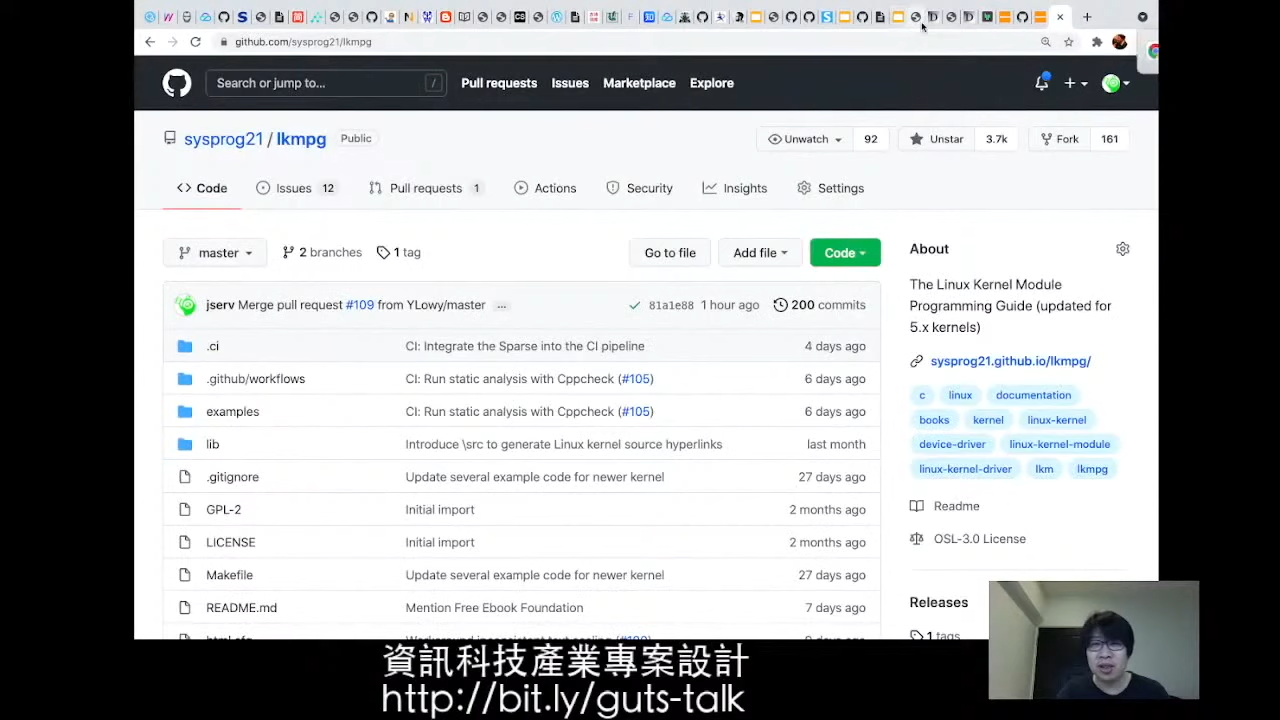 github.com/sysprog21/lkmpg
Search or jump to...
/
Pull requests
Issues
Marketplace
Explore
sysprog21 / lkmpg
Public
Unwatch
92
Unstar
3.7k
Fork
161
Code
Issues 12
Pull requests 1
Actions
Security
Insights
Settings
master
2 branches
1 tag
Go to file
Add file
Code
About
The Linux Kernel Module
Programming Guide (updated for
5.x kernels)
sysprog21.github.io/lkmpg/
c linux documentation
books kernel linux-kernel
device-driver linux-kernel-module
linux-kernel-driver lkm lkmpg
Readme
OSL-3.0 License
Releases
1 tags
jserv Merge pull request #109 from YLowy/master ...
81a1e88 1 hour ago 200 commits
.ci CI: Integrate the Sparse into the CI pipeline 4 days ago
.github/workflows CI: Run static analysis with Cppcheck (#105) 6 days ago
examples CI: Run static analysis with Cppcheck (#105) 6 days ago
lib Introduce \src to generate Linux kernel source hyperlinks last month
.gitignore Update several example code for newer kernel 27 days ago
GPL-2 Initial import 2 months ago
LICENSE Initial import 2 months ago
Makefile Update several example code for newer kernel 27 days ago
README.md Mention Free Ebook Foundation 7 days ago
資訊科技產業專案設計
http://bit.ly/guts-talk